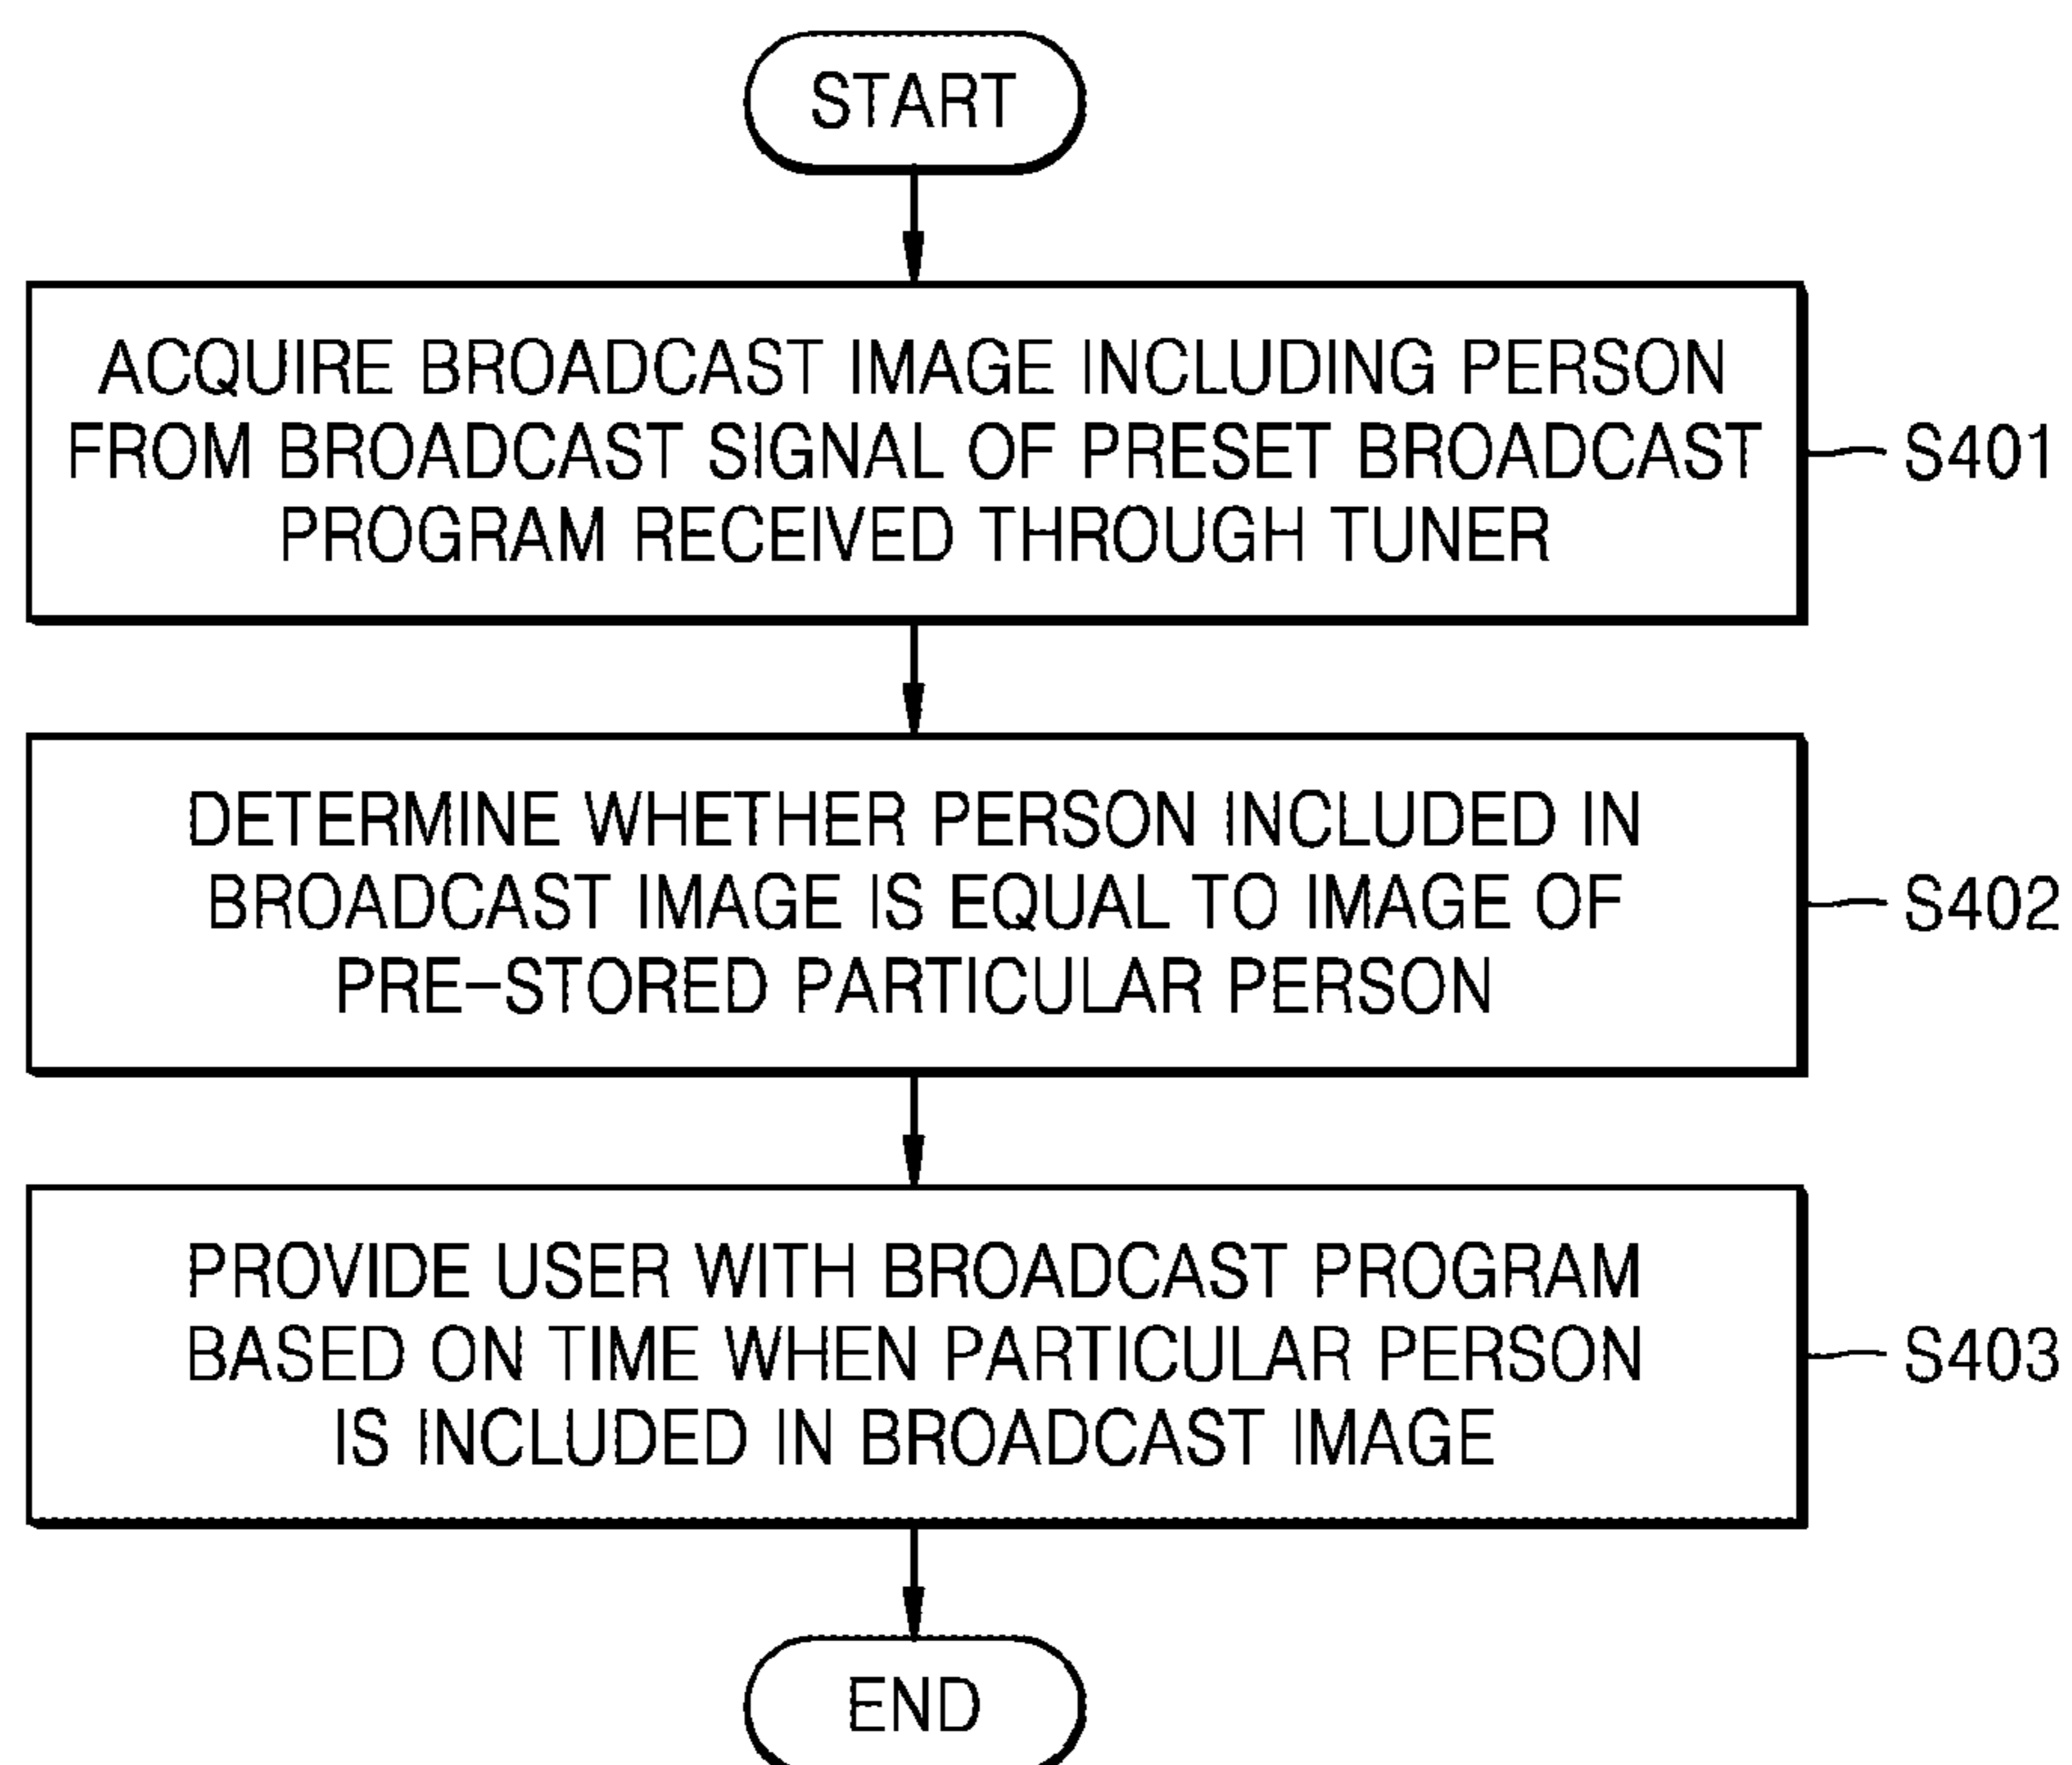 START
ACQUIRE BROADCAST IMAGE INCLUDING PERSON
FROM BROADCAST SIGNAL OF PRESET BROADCAST
PROGRAM RECEIVED THROUGH TUNER
S401
DETERMINE WHETHER PERSON INCLUDED IN
BROADCAST IMAGE IS EQUAL TO IMAGE OF
PRE-STORED PARTICULAR PERSON
S402
PROVIDE USER WITH BROADCAST PROGRAM
BASED ON TIME WHEN PARTICULAR PERSON
IS INCLUDED IN BROADCAST IMAGE
S403
END